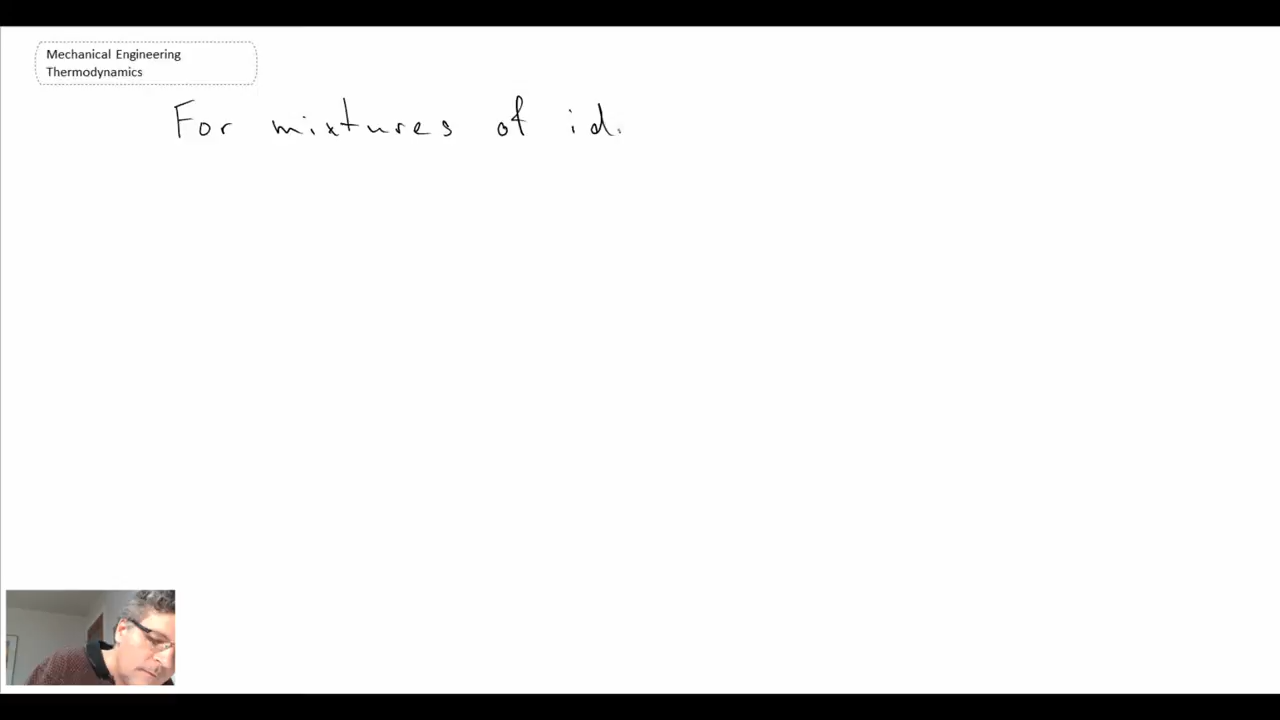 Mechanical Engineering
Thermodynamics
For mixtures of id.